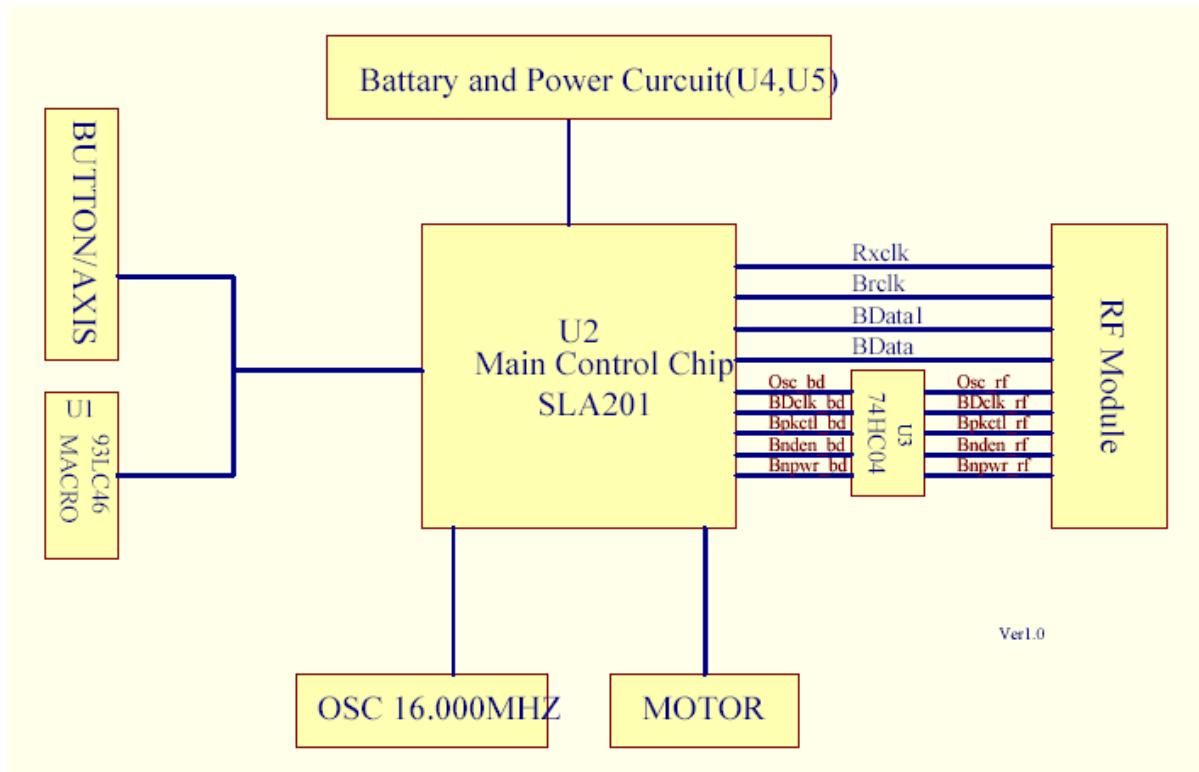 Battary and Power Curcuit(U4,U5)
BUTTON/AXIS
U1
93LC46
MACRO
U2
Main Control Chip
SLA201
Rxclk
Brclk
BData1
BData
Osc_bd
BDclk_bd
Bpkctl_bd
Bnden_bd
Bnpwr_bd
U3
74HC04
Osc_rf
BDclk_rf
Bpkctl_rf
Bnden_rf
Bnpwr_rf
RF Module
Ver1.0
OSC 16.000MHZ
MOTOR